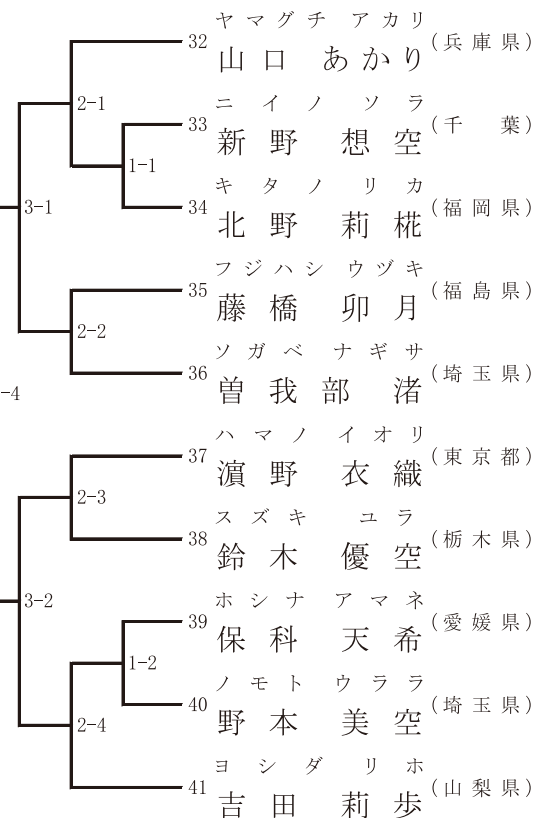 ヤマグチ アカリ
32 山口 あかり (兵庫県)
2-1
ニイノ ソラ
33 新野 想空 (千葉)
1-1
キタノ リカ
34 北野 莉椛 (福岡県)
3-1
フジハシ ウヅキ
35 藤橋 卯月 (福島県)
2-2
ソガベ ナギサ
36 曽我部 渚 (埼玉県)
-4
ハマノ イオリ
37 濵野 衣織 (東京都)
2-3
スズキ ユラ
38 鈴木 優空 (栃木県)
3-2
ホシナ アマネ
39 保科 天希 (愛媛県)
1-2
ノモト ウララ
40 野本 美空 (埼玉県)
2-4
ヨシダ リホ
41 吉田 莉歩 (山梨県)